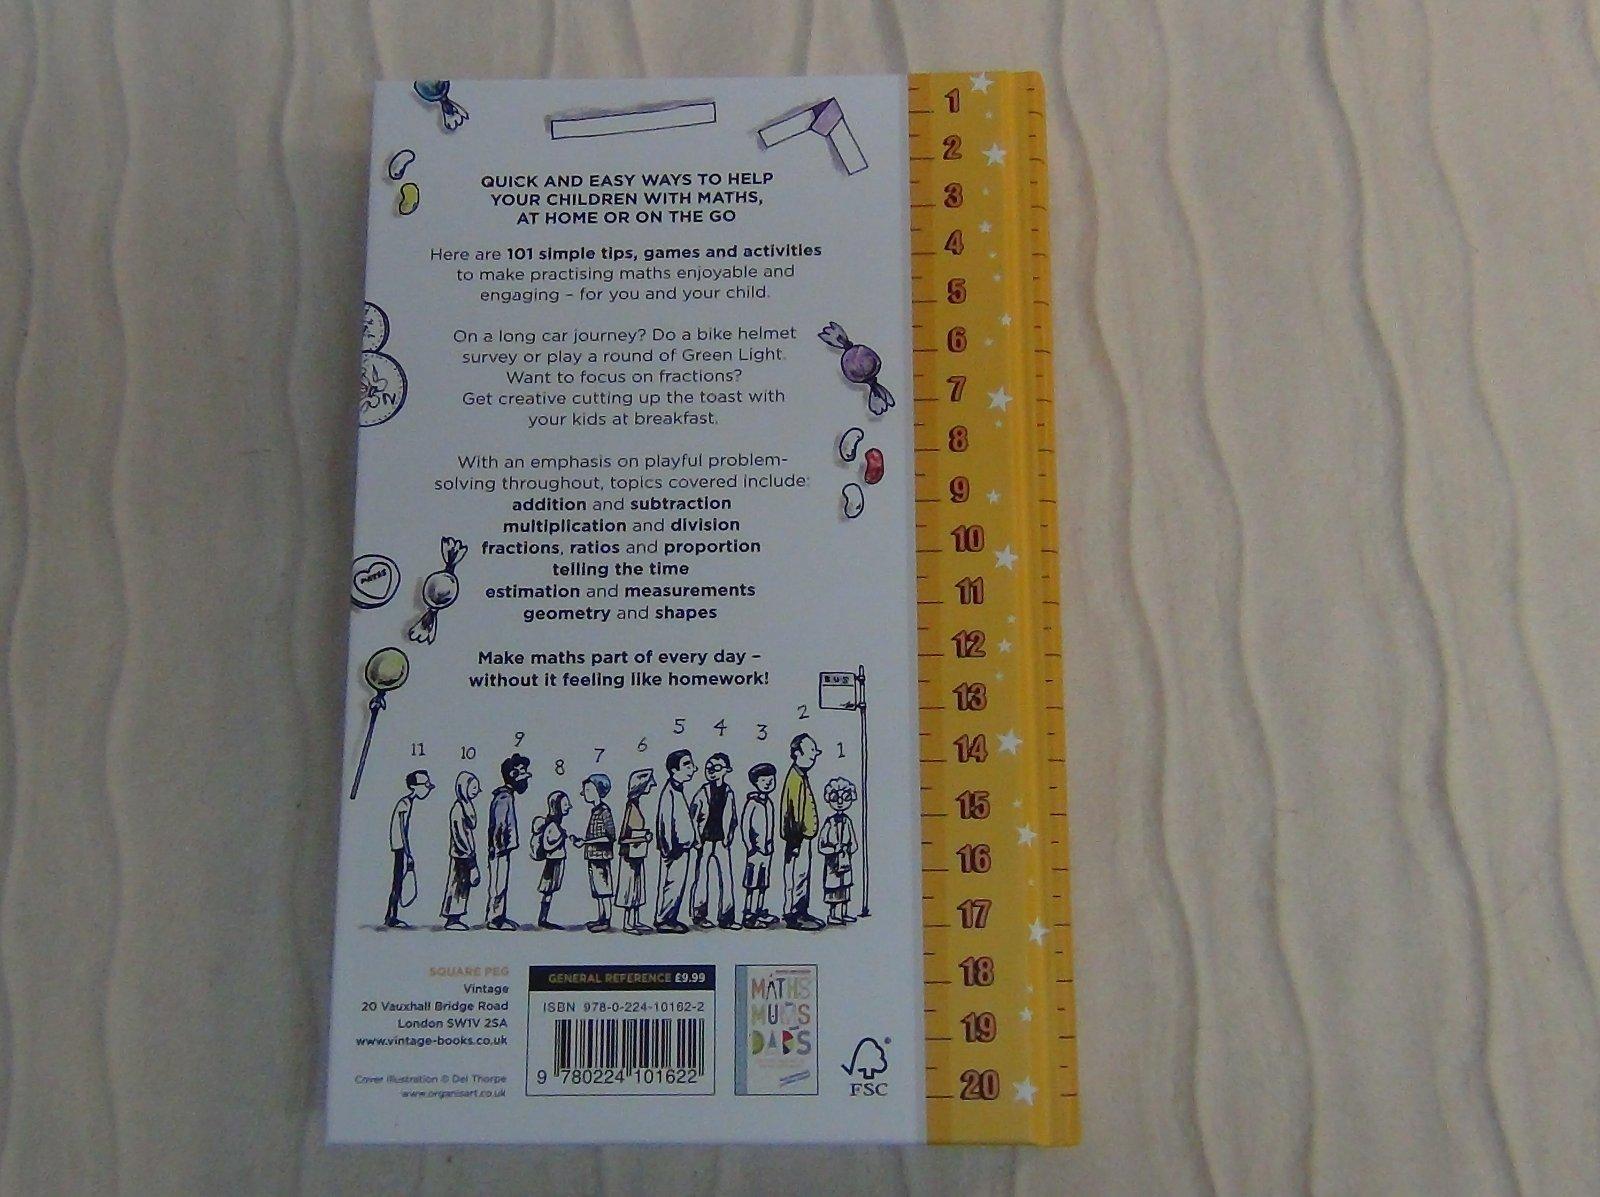 QUICK AND EASY WAYS TO HELP
YOUR CHILDREN WITH MATHS,
AT HOME OR ON THE GO
Here are 101 simple tips, games and activities
to make practising maths enjoyable and
engaging – for you and your child.
On a long car journey? Do a bike helmet
survey or play a round of Green Light.
Want to focus on fractions?
Get creative cutting up the toast with
your kids at breakfast.
With an emphasis on playful problem-
solving throughout, topics covered include:
addition and subtraction
multiplication and division
fractions, ratios and proportion
telling the time
estimation and measurements
geometry and shapes
Make maths part of every day –
without it feeling like homework!
BUS
11 10 9 8 7 6 5 4 3 2 1
SQUARE PEG
Vintage
20 Vauxhall Bridge Road
London SW1V 2SA
www.vintage-books.co.uk
Cover illustration © Del Thorpe
www.organisart.co.uk
GENERAL REFERENCE £9.99
ISBN 978-0-224-10162-2
9 780224 101622
MATHS
MUMS
DADS
FSC
1
2
3
4
5
6
7
8
9
10
11
12
13
14
15
16
17
18
19
20